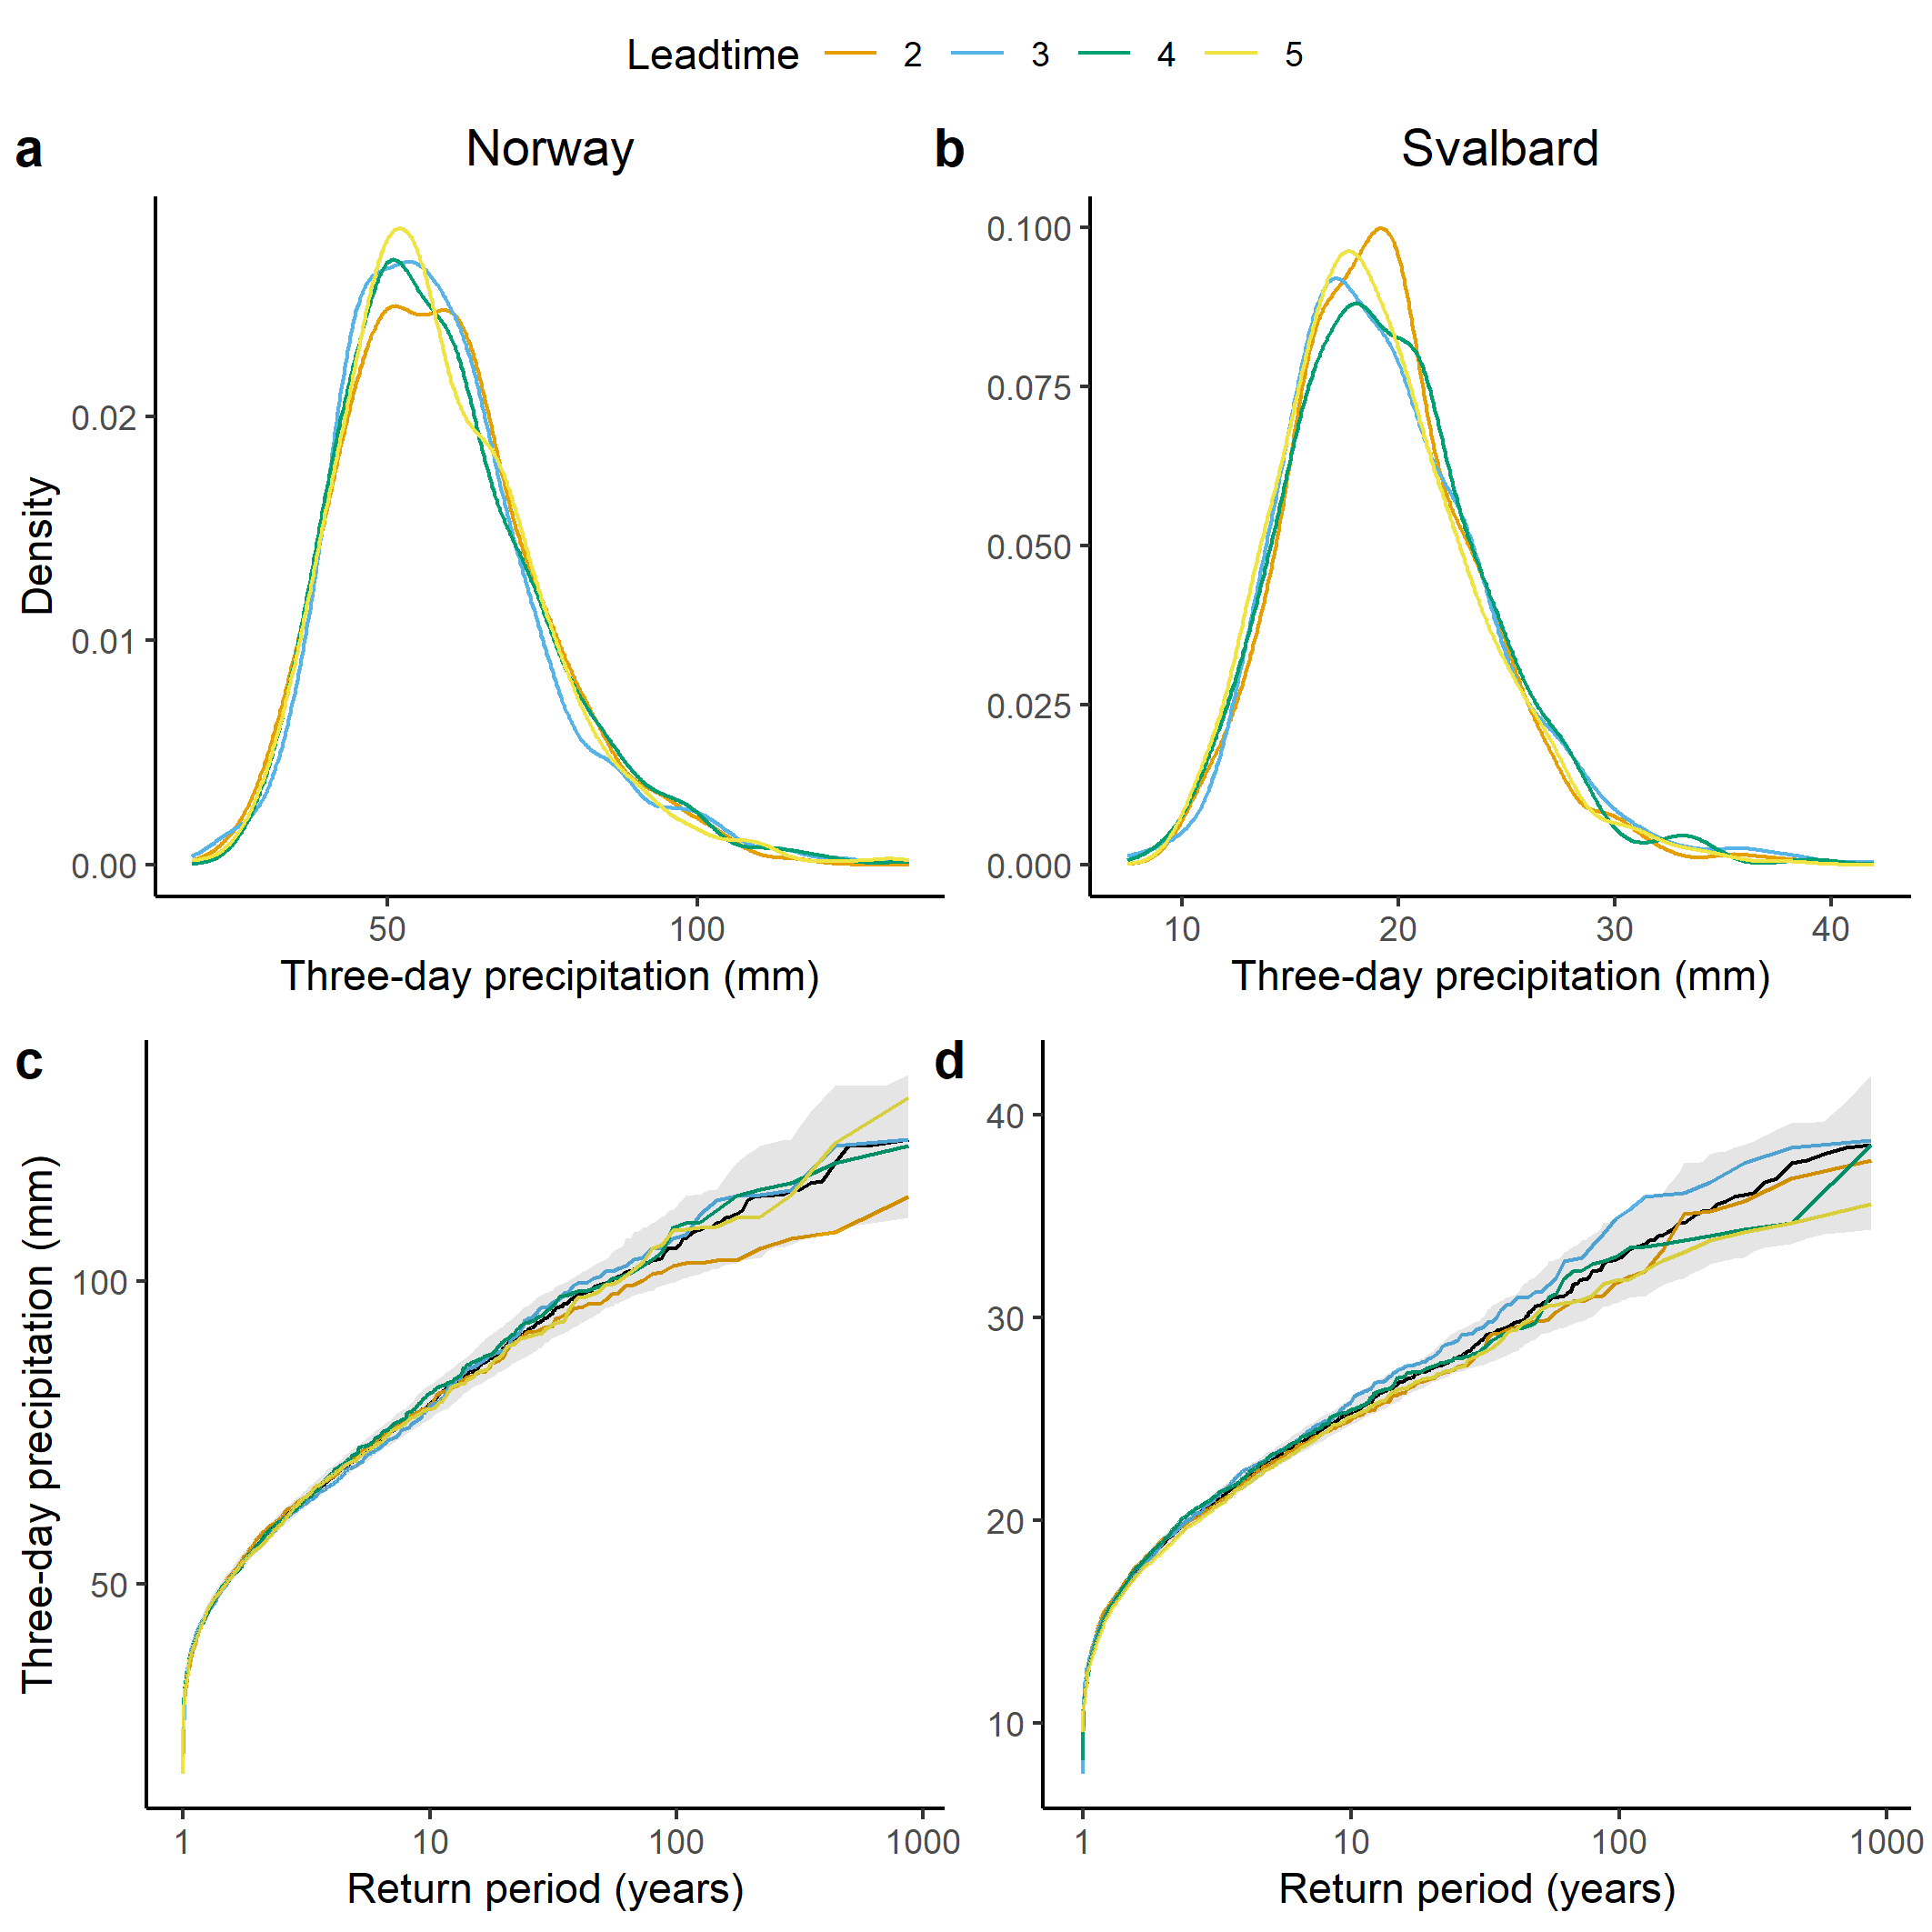 Leadtime 2 3 4 5
a Norway b Svalbard
Density
0.02
0.01
0.00
50 100
Three-day precipitation (mm)
0.100
0.075
0.050
0.025
0.000
10 20 30 40
Three-day precipitation (mm)
c
Three-day precipitation (mm)
100
50
1 10 100 1000
Return period (years)
d
40
30
20
10
1 10 100 1000
Return period (years)